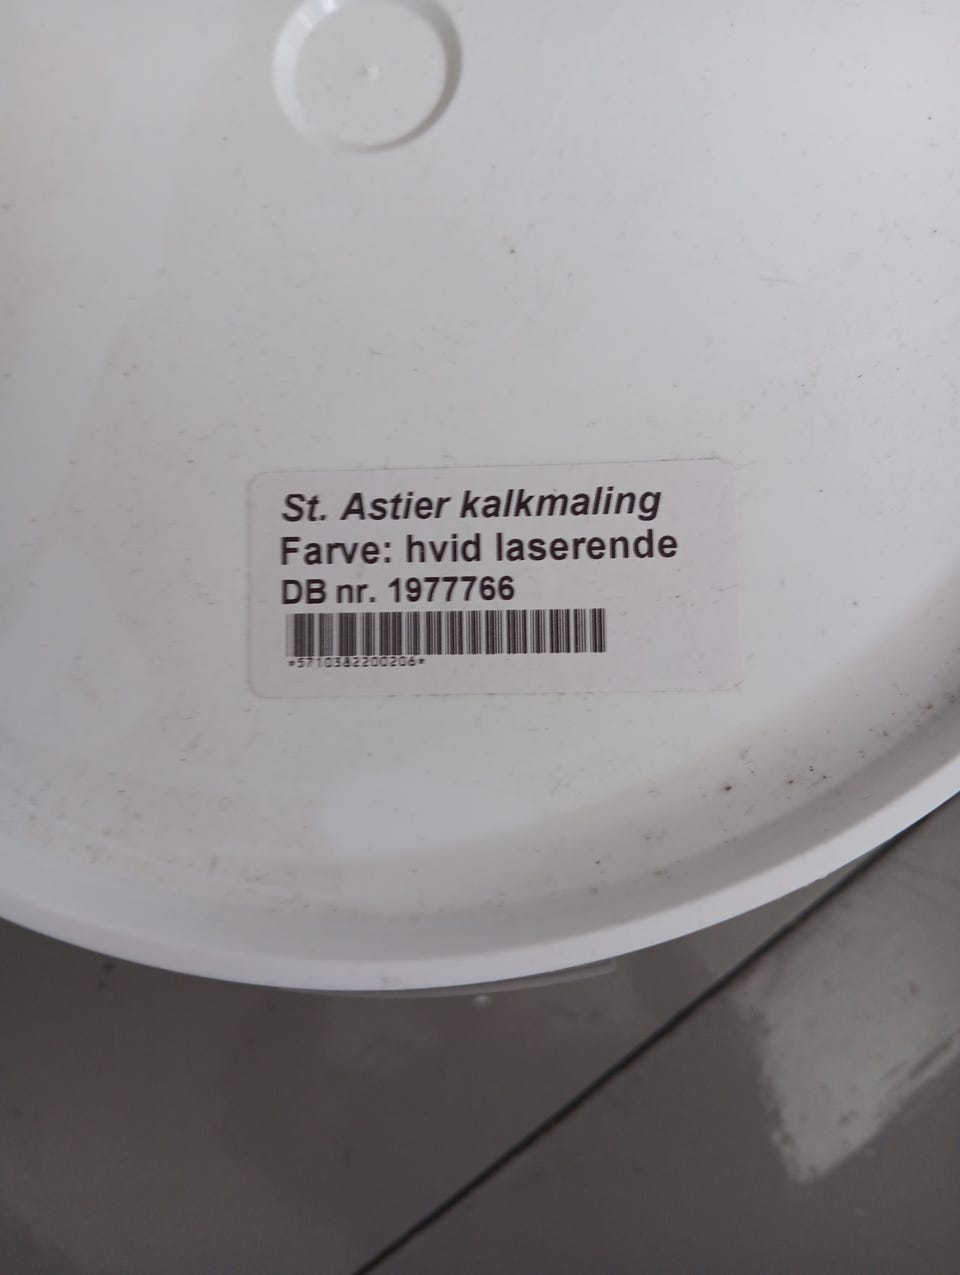 St. Astier kalkmaling
Farve: hvid laserende
DB nr. 1977766
*5710382200206*